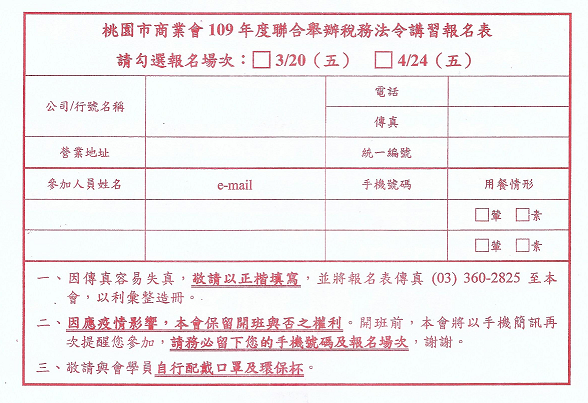 桃園市商業會 109 年度聯合舉辦稅務法令講習報名表
請勾選報名場次：□ 3/20（五） □ 4/24（五）
公司/行號名稱
電話
傳真
營業地址
統一編號
參加人員姓名 e-mail 手機號碼 用餐情形
□葷 □素
□葷 □素
一、因傳真容易失真，敬請以正楷填寫，並將報名表傳真 (03) 360-2825 至本
會，以利彙整造冊。
二、因應疫情影響，本會保留開班與否之權利。開班前，本會將以手機簡訊再
次提醒您參加，請務必留下您的手機號碼及報名場次，謝謝。
三、敬請與會學員自行配戴口罩及環保杯。